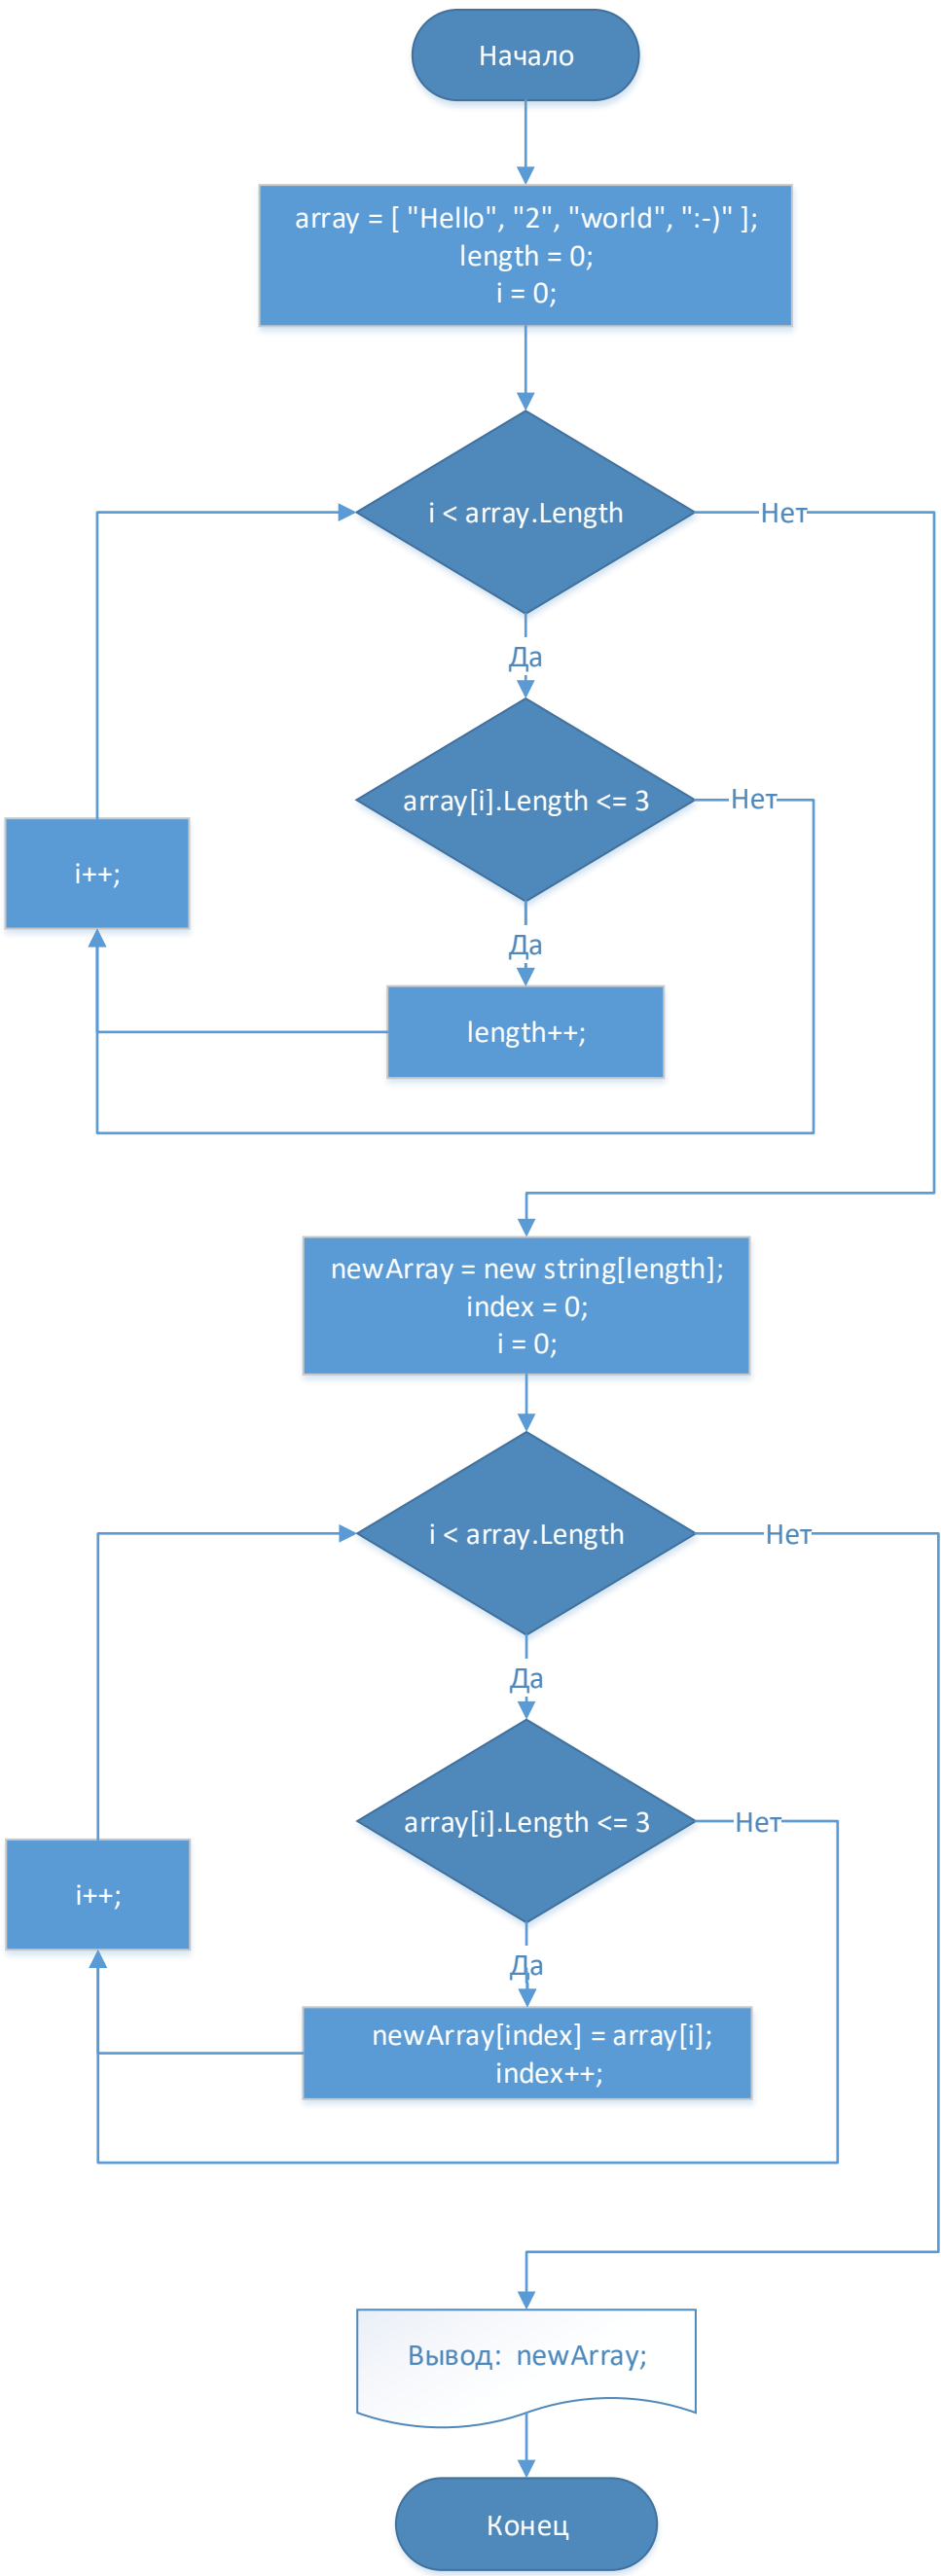 Начало
array = [ "Hello", "2", "world", ":-)" ];
length = 0;
i = 0;
i < array.Length
Нет
Да
array[i].Length <= 3
Нет
i++;
Да
length++;
newArray = new string[length];
index = 0;
i = 0;
i < array.Length
Нет
Да
array[i].Length <= 3
Нет
i++;
Да
newArray[index] = array[i];
index++;
Вывод: newArray;
Конец